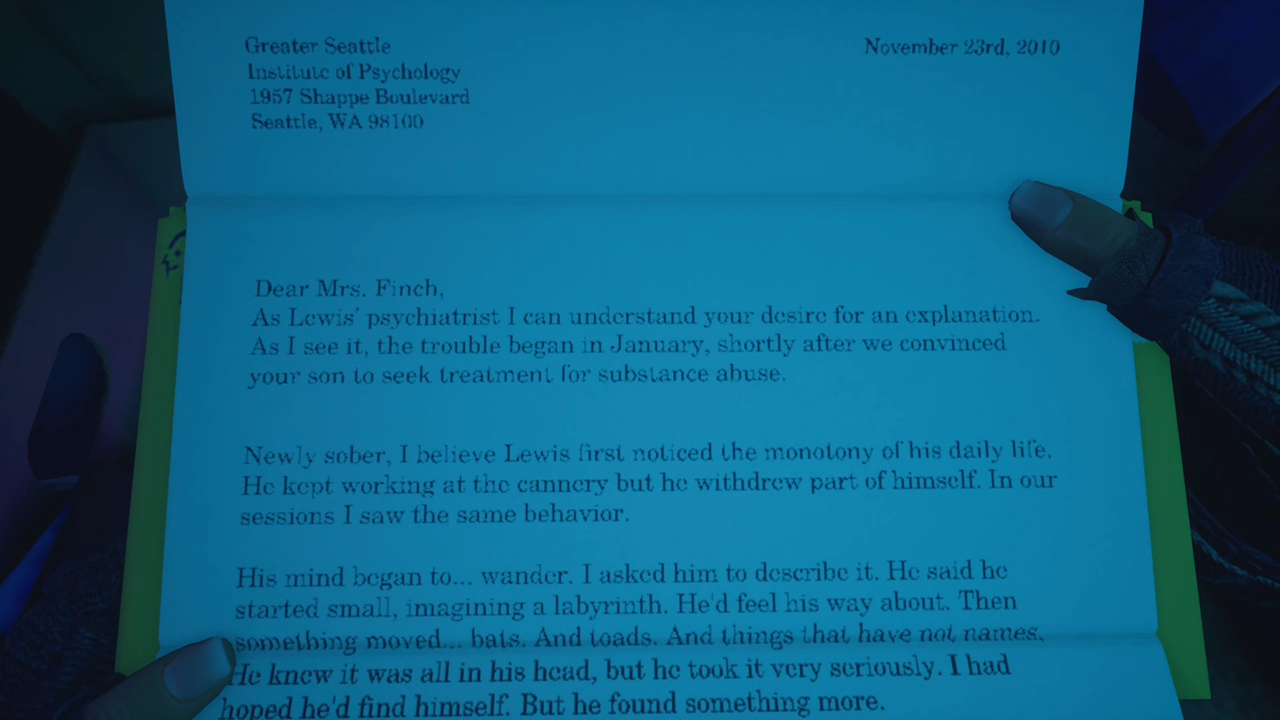 Greater Seattle
November 23rd, 2010
Institute of Psychology
1957 Shappe Boulevard
Seattle, WA 98100
Dear Mrs. Finch,
As Lewis' psychiatrist I can understand your desire for an explanation.
As I see it, the trouble began in January, shortly after we convinced
your son to seek treatment for substance abuse.
Newly sober, I believe Lewis first noticed the monotony of his daily life.
He kept working at the cannery but he withdrew part of himself. In our
sessions I saw the same behavior.
His mind began to... wander. I asked him to describe it. He said he
started small, imagining a labyrinth. He'd feel his way about. Then
something moved... bats. And toads. And things that have not names.
He knew it was all in his head, but he took it very seriously. I had
hoped he'd find himself. But he found something more.